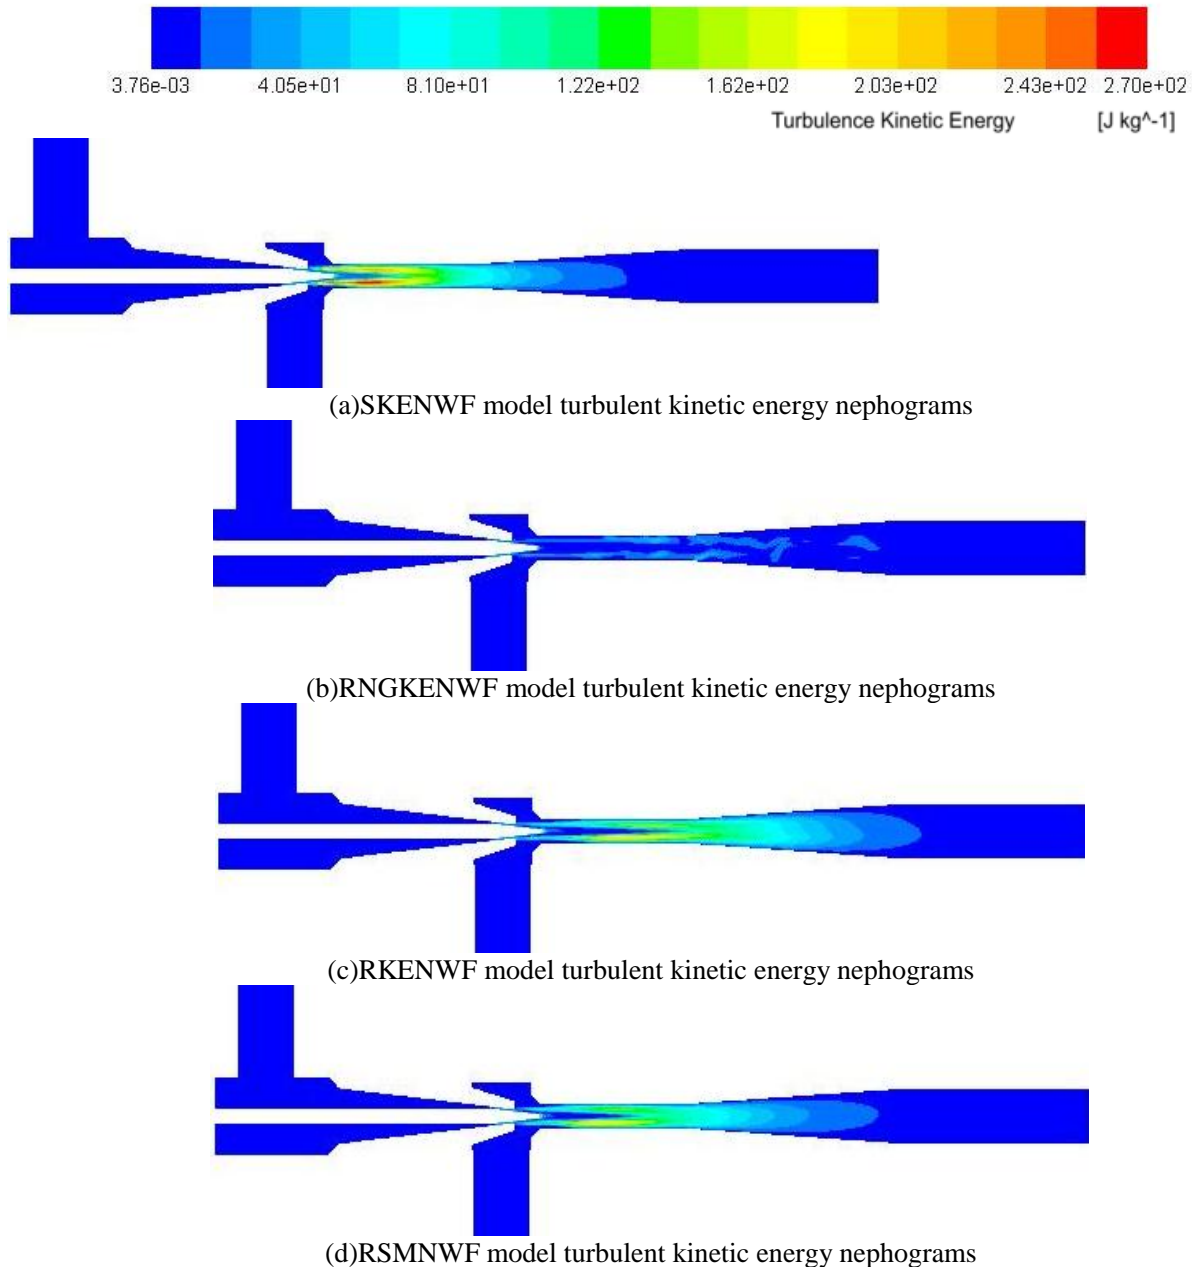 3.76e-03 4.05e+01 8.10e+01 1.22e+02 1.62e+02 2.03e+02 2.43e+02 2.70e+02
Turbulence Kinetic Energy [J kg^-1]
(a)SKENWF model turbulent kinetic energy nephograms
(b)RNGKENWF model turbulent kinetic energy nephograms
(c)RKENWF model turbulent kinetic energy nephograms
(d)RSMNWF model turbulent kinetic energy nephograms